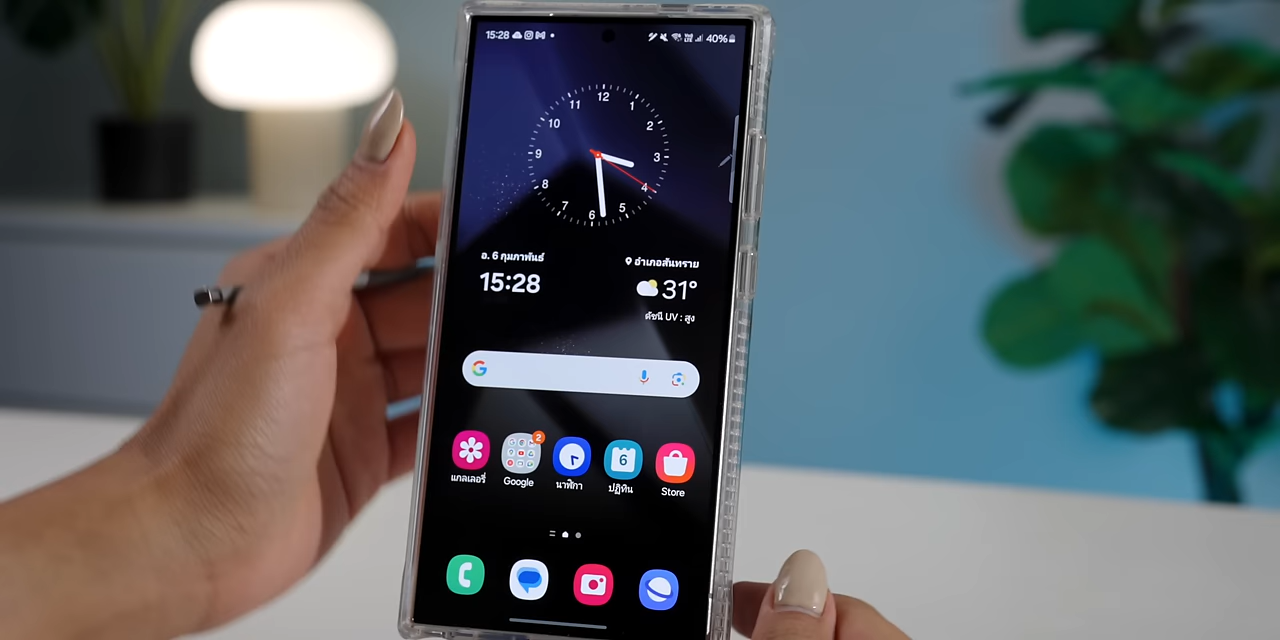 15:28
40%
12
11
1
10
2
9
3
8
4
7
5
6
อ. 6 กุมภาพันธ์
15:28
อำเภอสันทราย
31°
ดัชนี UV : สูง
2
6
แกลเลอรี่
Google
นาฬิกา
ปฏิทิน
Store